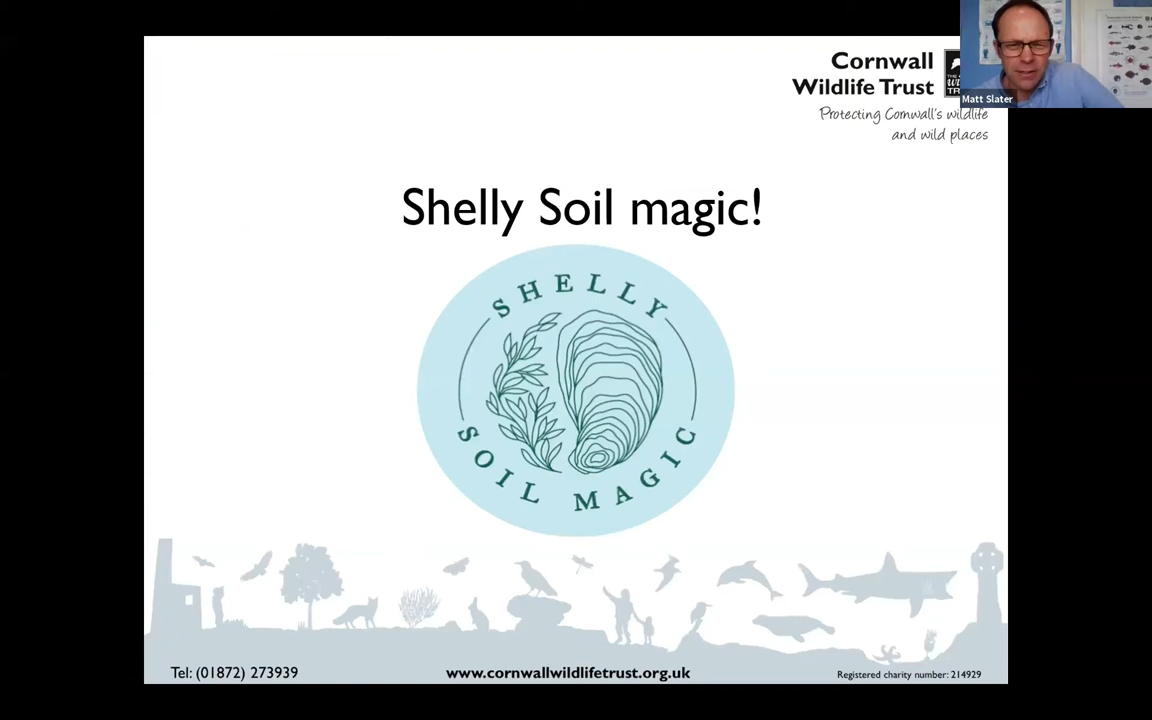 Cornwall
Wildlife Trust
Protecting Cornwall's wildlife
and wild places
Matt Slater
Shelly Soil magic!
SHELLY
SOIL MAGIC
Tel: (01872) 273939
www.cornwallwildlifetrust.org.uk
Registered charity number: 214929